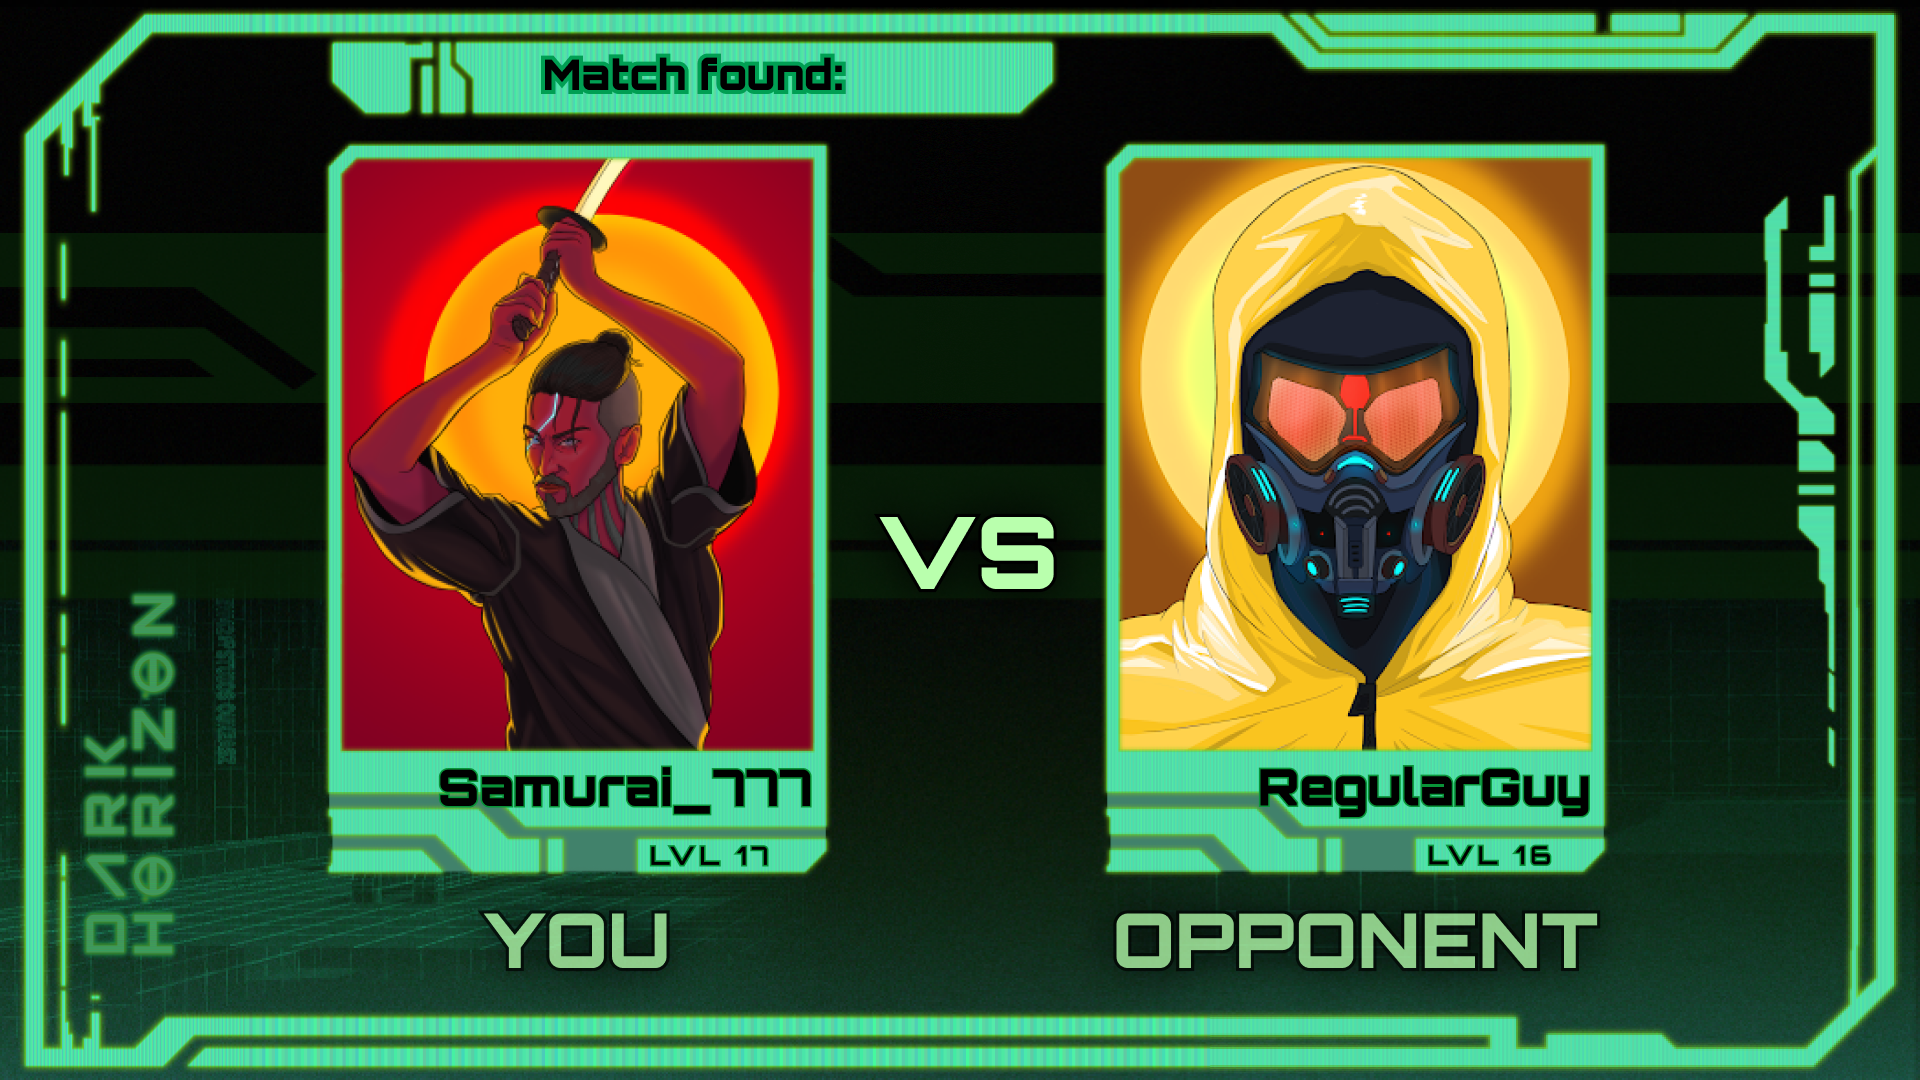 Match found:
VS
Samurai_777
LVL 17
RegularGuy
LVL 16
YOU
OPPONENT
DARK
HORIZON